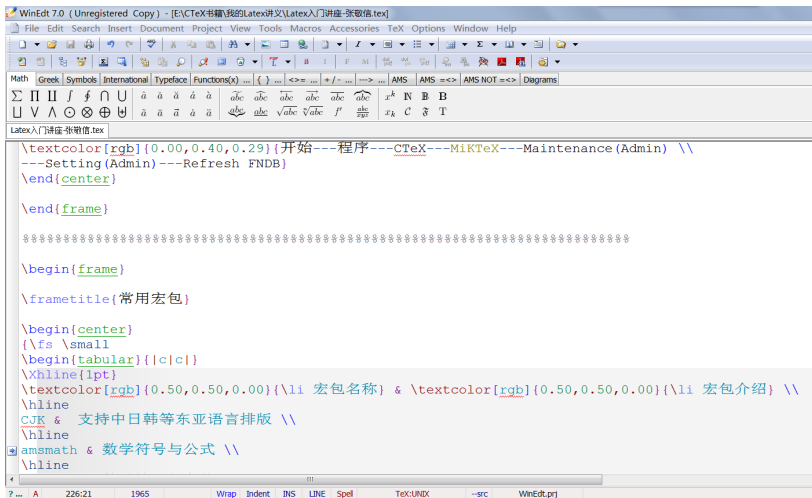 WinEdt 7.0 (Unregistered Copy) - [E:\CTeX书籍\我的Latex讲义\Latex入门讲座-张敬信.tex]
File Edit Search Insert Document Project View Tools Macros Accessories TeX Options Window Help
Math Greek Symbols International Typeface Functions(x) ... { } ... <>= ... + / - ... ---> ... AMS AMS =<> AMS NOT =<> Diagrams
Latex入门讲座-张敬信.tex
\textcolor[rgb]{0.00,0.40,0.29}{开始---程序---CTeX---MiKTeX---Maintenance(Admin) \\
---Setting(Admin)---Refresh FNDB}
\end{center}
\end{frame}
%%%%%%%%%%%%%%%%%%%%%%%%%%%%%%%%%%%%%%%%%%%%%%%%%%%%%%%%%%%%%%%%%%%%%%%%%%%%
\begin{frame}
\frametitle{常用宏包}
\begin{center}
{\fs \small
\begin{tabular}{|c|c|}
\Xhline{1pt}
\textcolor[rgb]{0.50,0.50,0.00}{\li 宏包名称} & \textcolor[rgb]{0.50,0.50,0.00}{\li 宏包介绍} \\
\hline
CJK & 支持中日韩等东亚语言排版 \\
\hline
amsmath & 数学符号与公式 \\
\hline
? ... A 226:21 1965 Wrap Indent INS LINE Spell TeX:UNIX --src WinEdt.prj